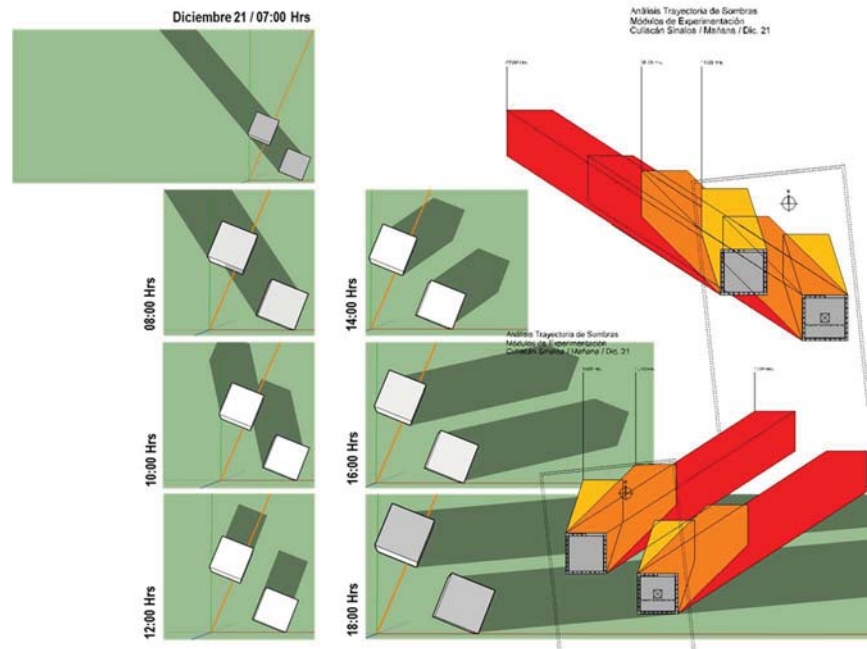 Diciembre 21 / 07:00 Hrs
Análisis Trayectoria de Sombras
Módulos de Experimentación
Culiacán Sinaloa / Mañana / Dic. 21
08:00 Hrs
14:00 Hrs
Análisis Trayectoria de Sombras
Módulos de Experimentación
Culiacán Sinaloa / Mañana / Dic. 21
10:00 Hrs
16:00 Hrs
12:00 Hrs
18:00 Hrs